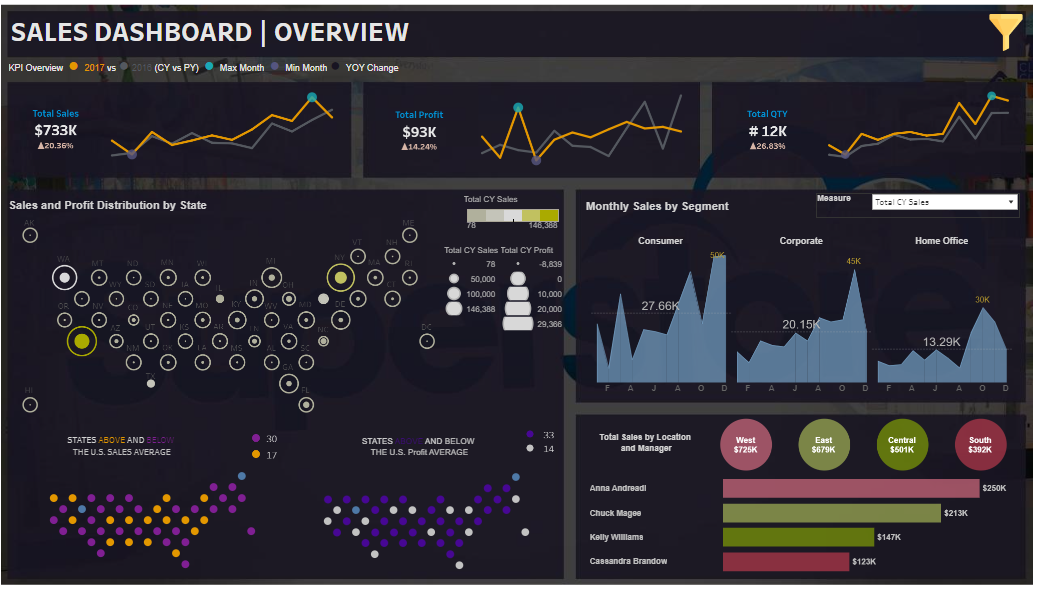 SALES DASHBOARD | OVERVIEW
KPI Overview 2017 vs 2016 (CY vs PY) Max Month Min Month YOY Change
Total Sales
$733K
▲20.36%
Total Profit
$93K
▲14.24%
Total QTY
# 12K
▲26.83%
Sales and Profit Distribution by State
Total CY Sales
78 146,388
Total CY Sales Total CY Profit
78 -8,839
50,000 0
100,000 10,000
146,388 20,000
29,366
AK
ME
VT NH
WA MT ND MN WI MI NY MA RI
WY SD IA IL IN OH CT
OR NV CO NE MO KY WV MD DE
AZ UT KS AR TN VA NC DC
NM OK LA MS AL SC
TX GA
HI FL
STATES ABOVE AND BELOW
THE U.S. SALES AVERAGE
30
17
STATES ABOVE AND BELOW
THE U.S. Profit AVERAGE
33
14
Monthly Sales by Segment
Measure Total CY Sales
Consumer Corporate Home Office
50K
45K
30K
27.66K
20.15K
13.29K
F A J A O D F A J A O D F A J A O D
Total Sales by Location
and Manager
West
$725K
East
$679K
Central
$501K
South
$392K
Anna Andreadi $250K
Chuck Magee $213K
Kelly Williams $147K
Cassandra Brandow $123K